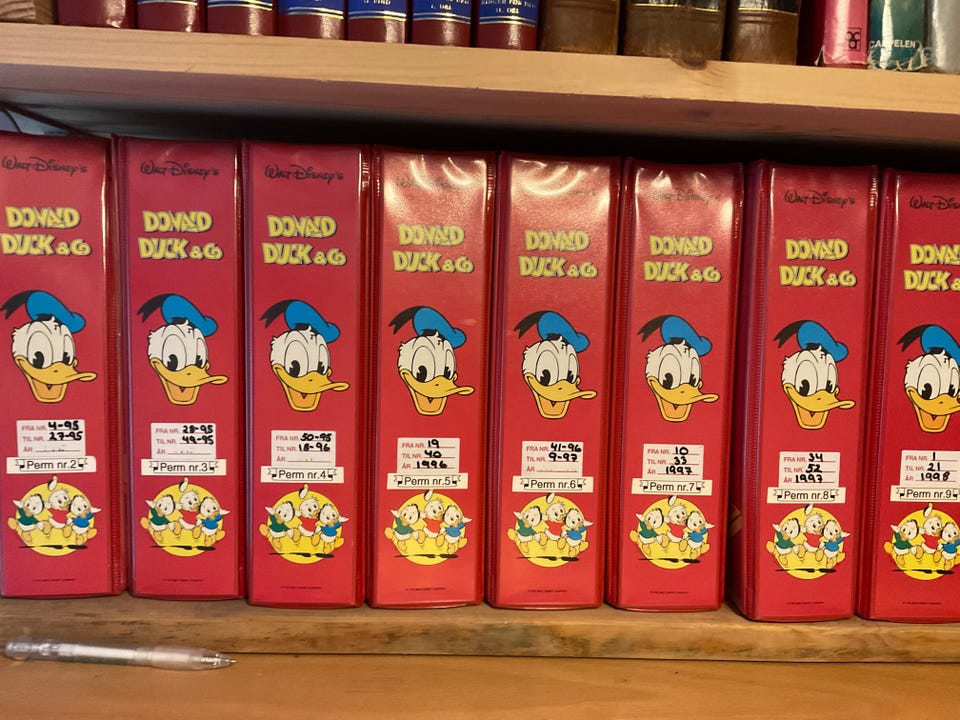 I DEL
II DEL
CAPPELEN
WALT DISNEY'S
DONALD
DUCK & CO
FRA NR. 4-95
TIL NR. 27-95
ÅR
Perm nr.2
WALT DISNEY'S
DONALD
DUCK & CO
FRA NR. 28-95
TIL NR. 49-95
ÅR
Perm nr.3
WALT DISNEY'S
DONALD
DUCK & CO
FRA NR. 50-95
TIL NR. 18-96
ÅR
Perm nr.4
WALT DISNEY'S
DONALD
DUCK & CO
FRA NR. 19
TIL NR. 40
ÅR 1996
Perm nr.5
DONALD
DUCK & CO
FRA NR. 41-96
TIL NR. 9-97
ÅR
Perm nr.6
WALT DISNEY'S
DONALD
DUCK & CO
FRA NR. 10
TIL NR. 33
ÅR 1997
Perm nr.7
WALT DISNEY'S
DONALD
DUCK & CO
FRA NR. 34
TIL NR. 52
ÅR 1997
Perm nr.8
WALT DISNE
DONALD
DUCK &
FRA NR. 1
TIL NR. 21
ÅR 1998
Perm nr.9